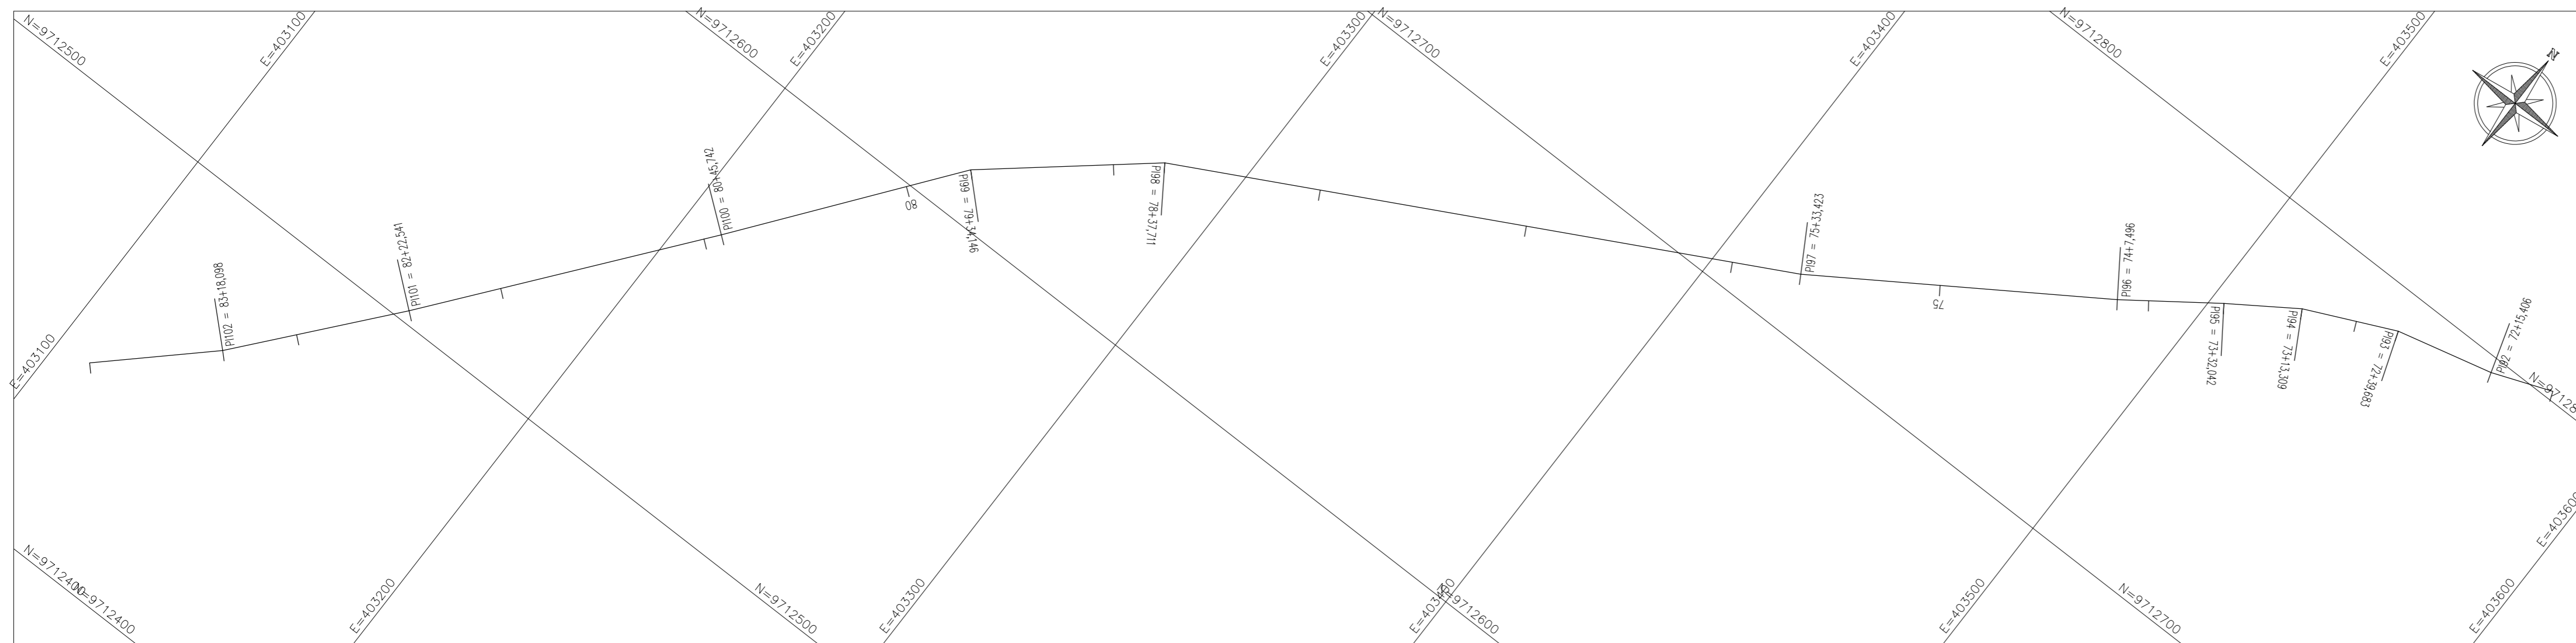 N=9712500
E=403100
N=9712600
E=403200
E=403300
N=9712700
E=403400
N=9712800
E=403500
N
PI102 = 83+18,098
PI101 = 82+22,541
PI100 = 80+45,742
80
PI99 = 79+34,146
PI98 = 78+37,711
PI97 = 75+33,423
75
PI96 = 74+7,496
PI95 = 73+32,042
PI94 = 73+13,309
PI93 = 72+39,683
PI92 = 72+15,406
E=403100
N=9712400
N=9712400
E=403200
N=9712500
E=403300
E=403400
N=9712600
E=403500
N=9712700
E=403600
E=403600